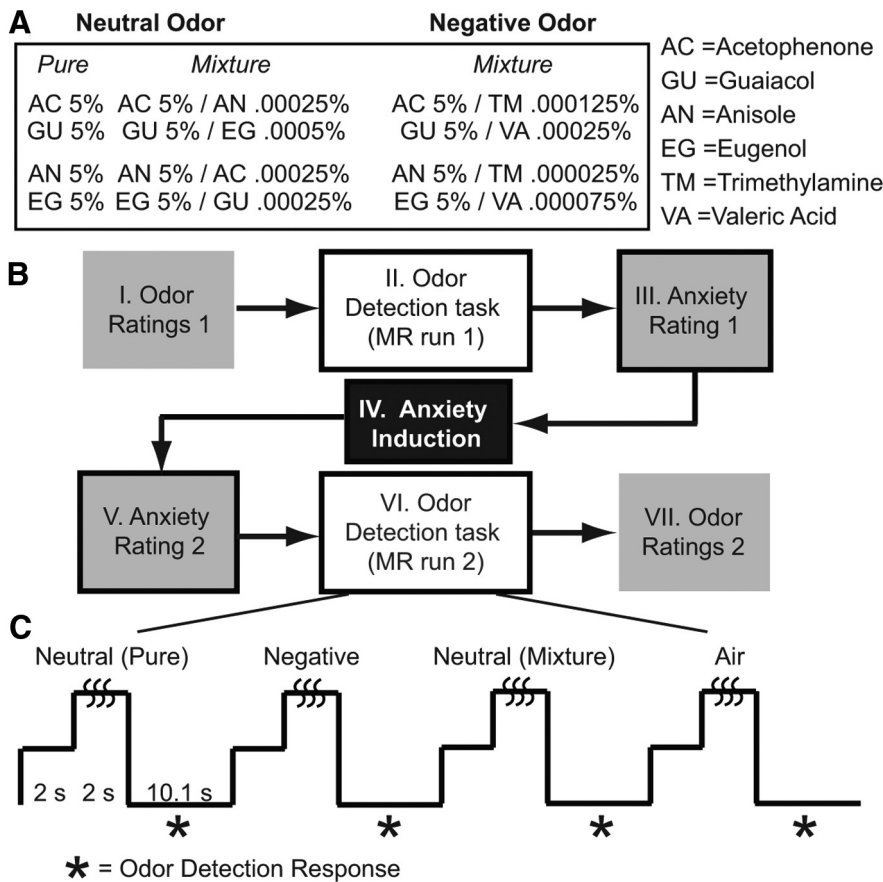 A
Neutral Odor Negative Odor
Pure Mixture Mixture
AC 5% AC 5% / AN .00025% AC 5% / TM .000125%
GU 5% GU 5% / EG .0005% GU 5% / VA .00025%
AN 5% AN 5% / AC .00025% AN 5% / TM .000025%
EG 5% EG 5% / GU .00025% EG 5% / VA .000075%
AC =Acetophenone
GU =Guaiacol
AN =Anisole
EG =Eugenol
TM =Trimethylamine
VA =Valeric Acid
B
I. Odor
Ratings 1
II. Odor
Detection task
(MR run 1)
III. Anxiety
Rating 1
IV. Anxiety
Induction
V. Anxiety
Rating 2
VI. Odor
Detection task
(MR run 2)
VII. Odor
Ratings 2
C
Neutral (Pure) Negative Neutral (Mixture) Air
2 s 2 s 10.1 s
* * * *
* = Odor Detection Response